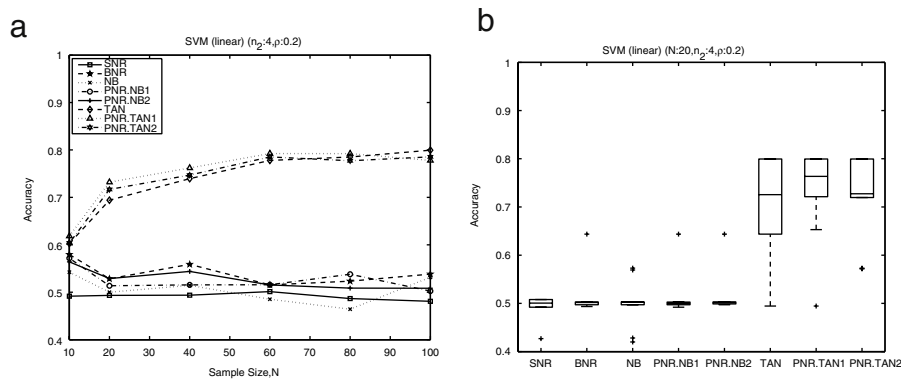 a
SVM (linear) (n2:4,ρ:0.2)
1
0.9
0.8
0.7
0.6
0.5
0.4
Accuracy
SNR
BNR
NB
PNR.NB1
PNR.NB2
TAN
PNR.TAN1
PNR.TAN2
10 20 30 40 50 60 70 80 90 100
Sample Size,N
b
SVM (linear) (N:20,n2:4,ρ:0.2)
1
0.9
0.8
0.7
0.6
0.5
0.4
Accuracy
SNR BNR NB PNR.NB1 PNR.NB2 TAN PNR.TAN1 PNR.TAN2